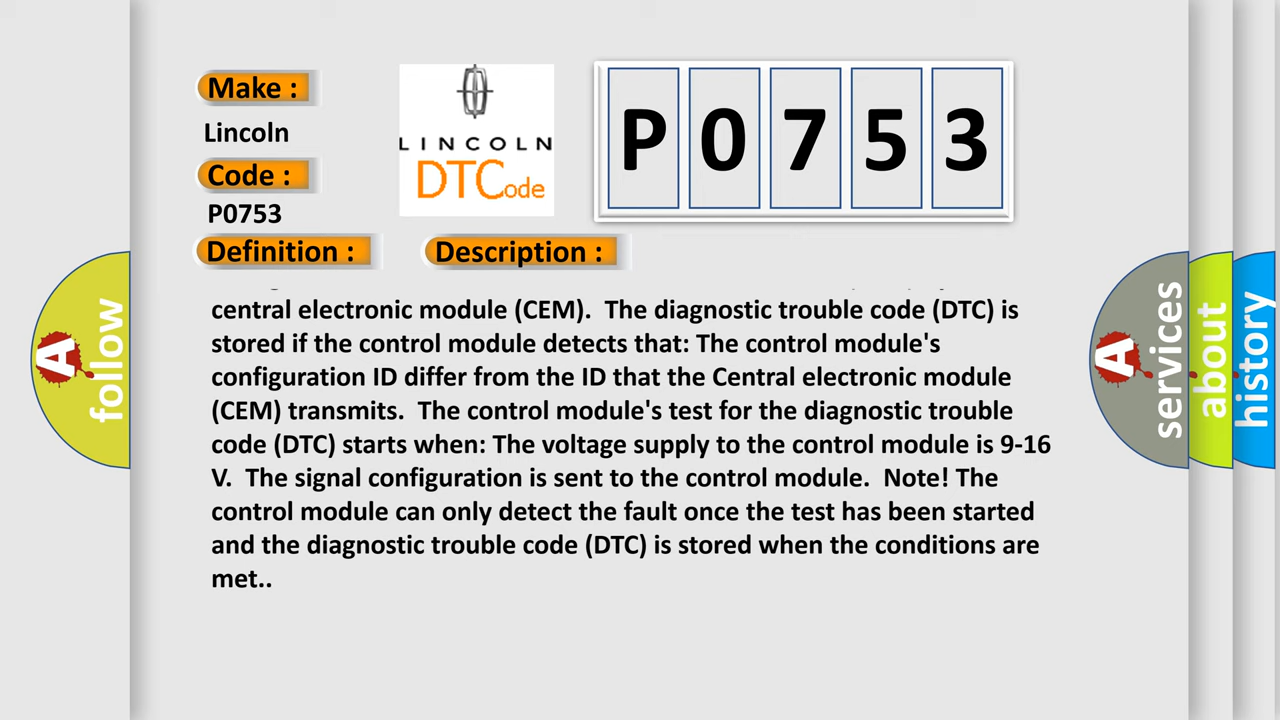 Make :
Lincoln
Code :
P0753
LINCOLN
DTCode
P0753
Definition :
Description :
central electronic module (CEM). The diagnostic trouble code (DTC) is
stored if the control module detects that: The control module's
configuration ID differ from the ID that the Central electronic module
(CEM) transmits. The control module's test for the diagnostic trouble
code (DTC) starts when: The voltage supply to the control module is 9-16
V. The signal configuration is sent to the control module. Note! The
control module can only detect the fault once the test has been started
and the diagnostic trouble code (DTC) is stored when the conditions are
met..
A follow
A services
about
history